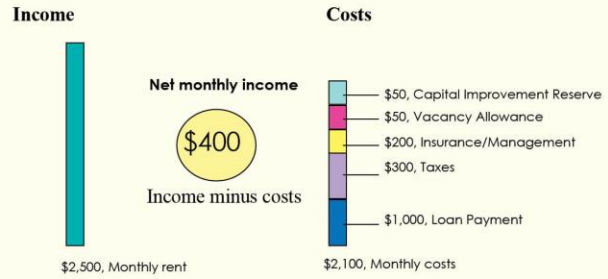 Income
Costs
Net monthly income
$400
Income minus costs
$50, Capital Improvement Reserve
$50, Vacancy Allowance
$200, Insurance/Management
$300, Taxes
$1,000, Loan Payment
$2,500, Monthly rent
$2,100, Monthly costs